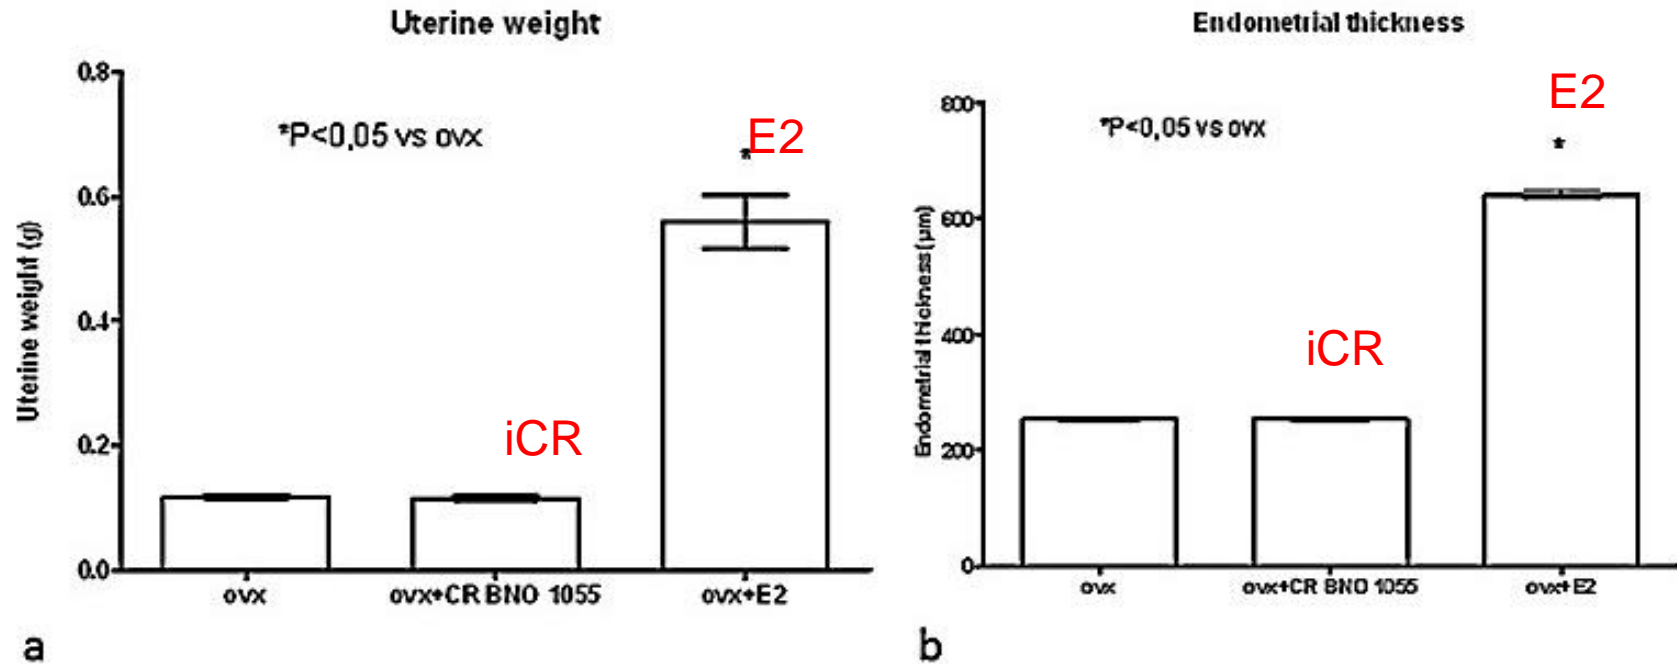 Uterine weight
0.8
0.6
0.4
0.2
0.0
Uterine weight (g)
*P<0,05 vs ovx
*
E2
iCR
ovx
ovx+CR BNO 1055
ovx+E2
a
Endometrial thickness
800
600
400
200
0
Endometrial thickness (µm)
*P<0,05 vs ovx
E2
*
iCR
ovx
ovx+CR BNO 1055
ovx+E2
b